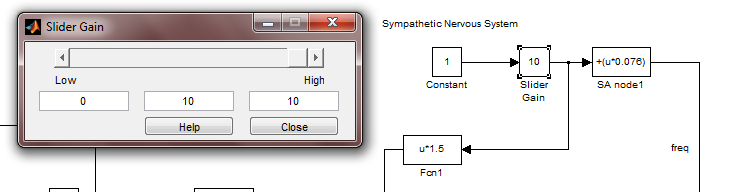 Slider Gain
Low
High
0
10
10
Help
Close
Sympathetic Nervous System
1
Constant
10
Slider
Gain
+(u*0.076)
SA node1
u*1.5
Fcn1
freq